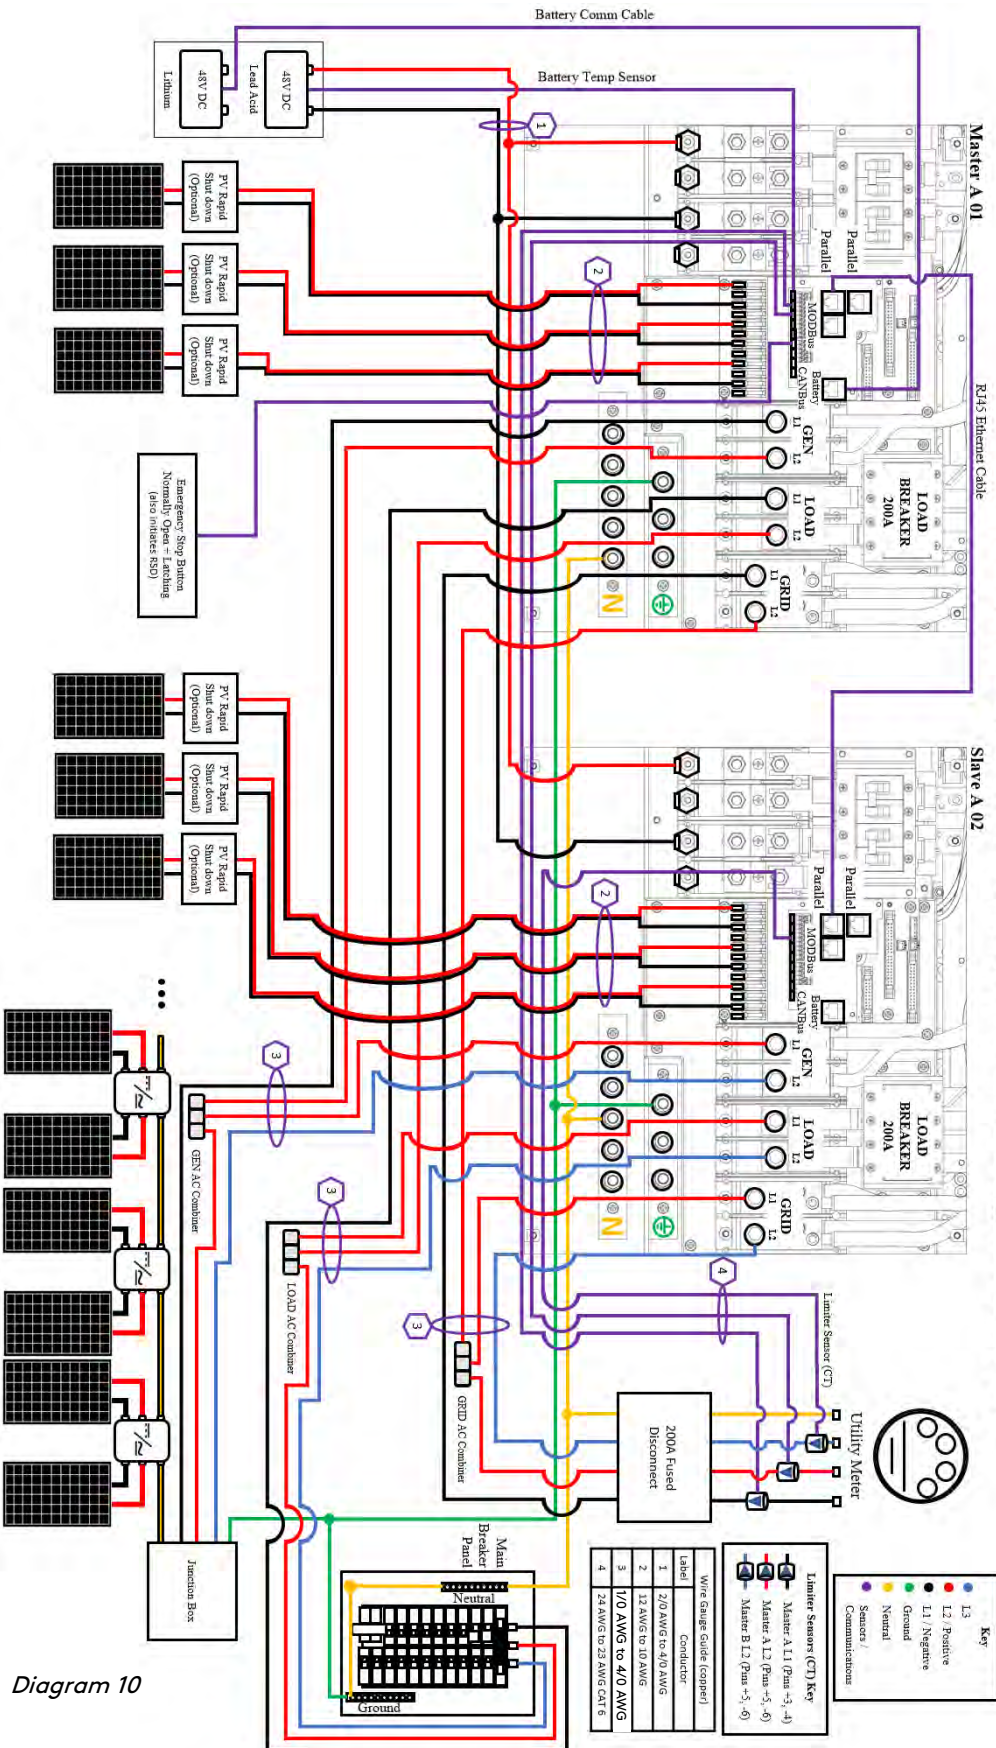 Battery Comm Cable
Battery Temp Sensor
48V DC
Lithium
48V DC
Lead Acid
1
Master A 01
Parallel
Parallel
MODBus
CANBus
Battery
RJ45 Ethernet Cable
LOAD
BREAKER
200A
L1
GEN
L2
L1
LOAD
L2
L1
GRID
L2
N
2
PV Rapid
Shut down
(Optional)
PV Rapid
Shut down
(Optional)
PV Rapid
Shut down
(Optional)
Emergency Stop Button
Normally Open - Latching
(also initiates RSD)
Slave A 02
Parallel
Parallel
MODBus
CANBus
Battery
LOAD
BREAKER
200A
L1
GEN
L2
L1
LOAD
L2
L1
GRID
L2
N
2
PV Rapid
Shut down
(Optional)
PV Rapid
Shut down
(Optional)
PV Rapid
Shut down
(Optional)
3
GEN AC Combiner
3
LOAD AC Combiner
3
GRID AC Combiner
4
Limiter Sensor (CT)
Utility Meter
200A Fused
Disconnect
Main
Breaker
Panel
Neutral
Ground
Junction Box
Key
L3
L2 / Positive
L1 / Negative
Ground
Neutral
Sensors /
Communications
Limiter Sensors (CT) Key
Master A L1 (Pins +3, -4)
Master A L2 (Pins +5, -6)
Master B L2 (Pins +5, -6)
Wire Gauge Guide (copper)
Label Conductor
1 2/0 AWG to 4/0 AWG
2 12 AWG to 10 AWG
3 1/0 AWG to 4/0 AWG
4 24 AWG to 23 AWG CAT 6
Diagram 10